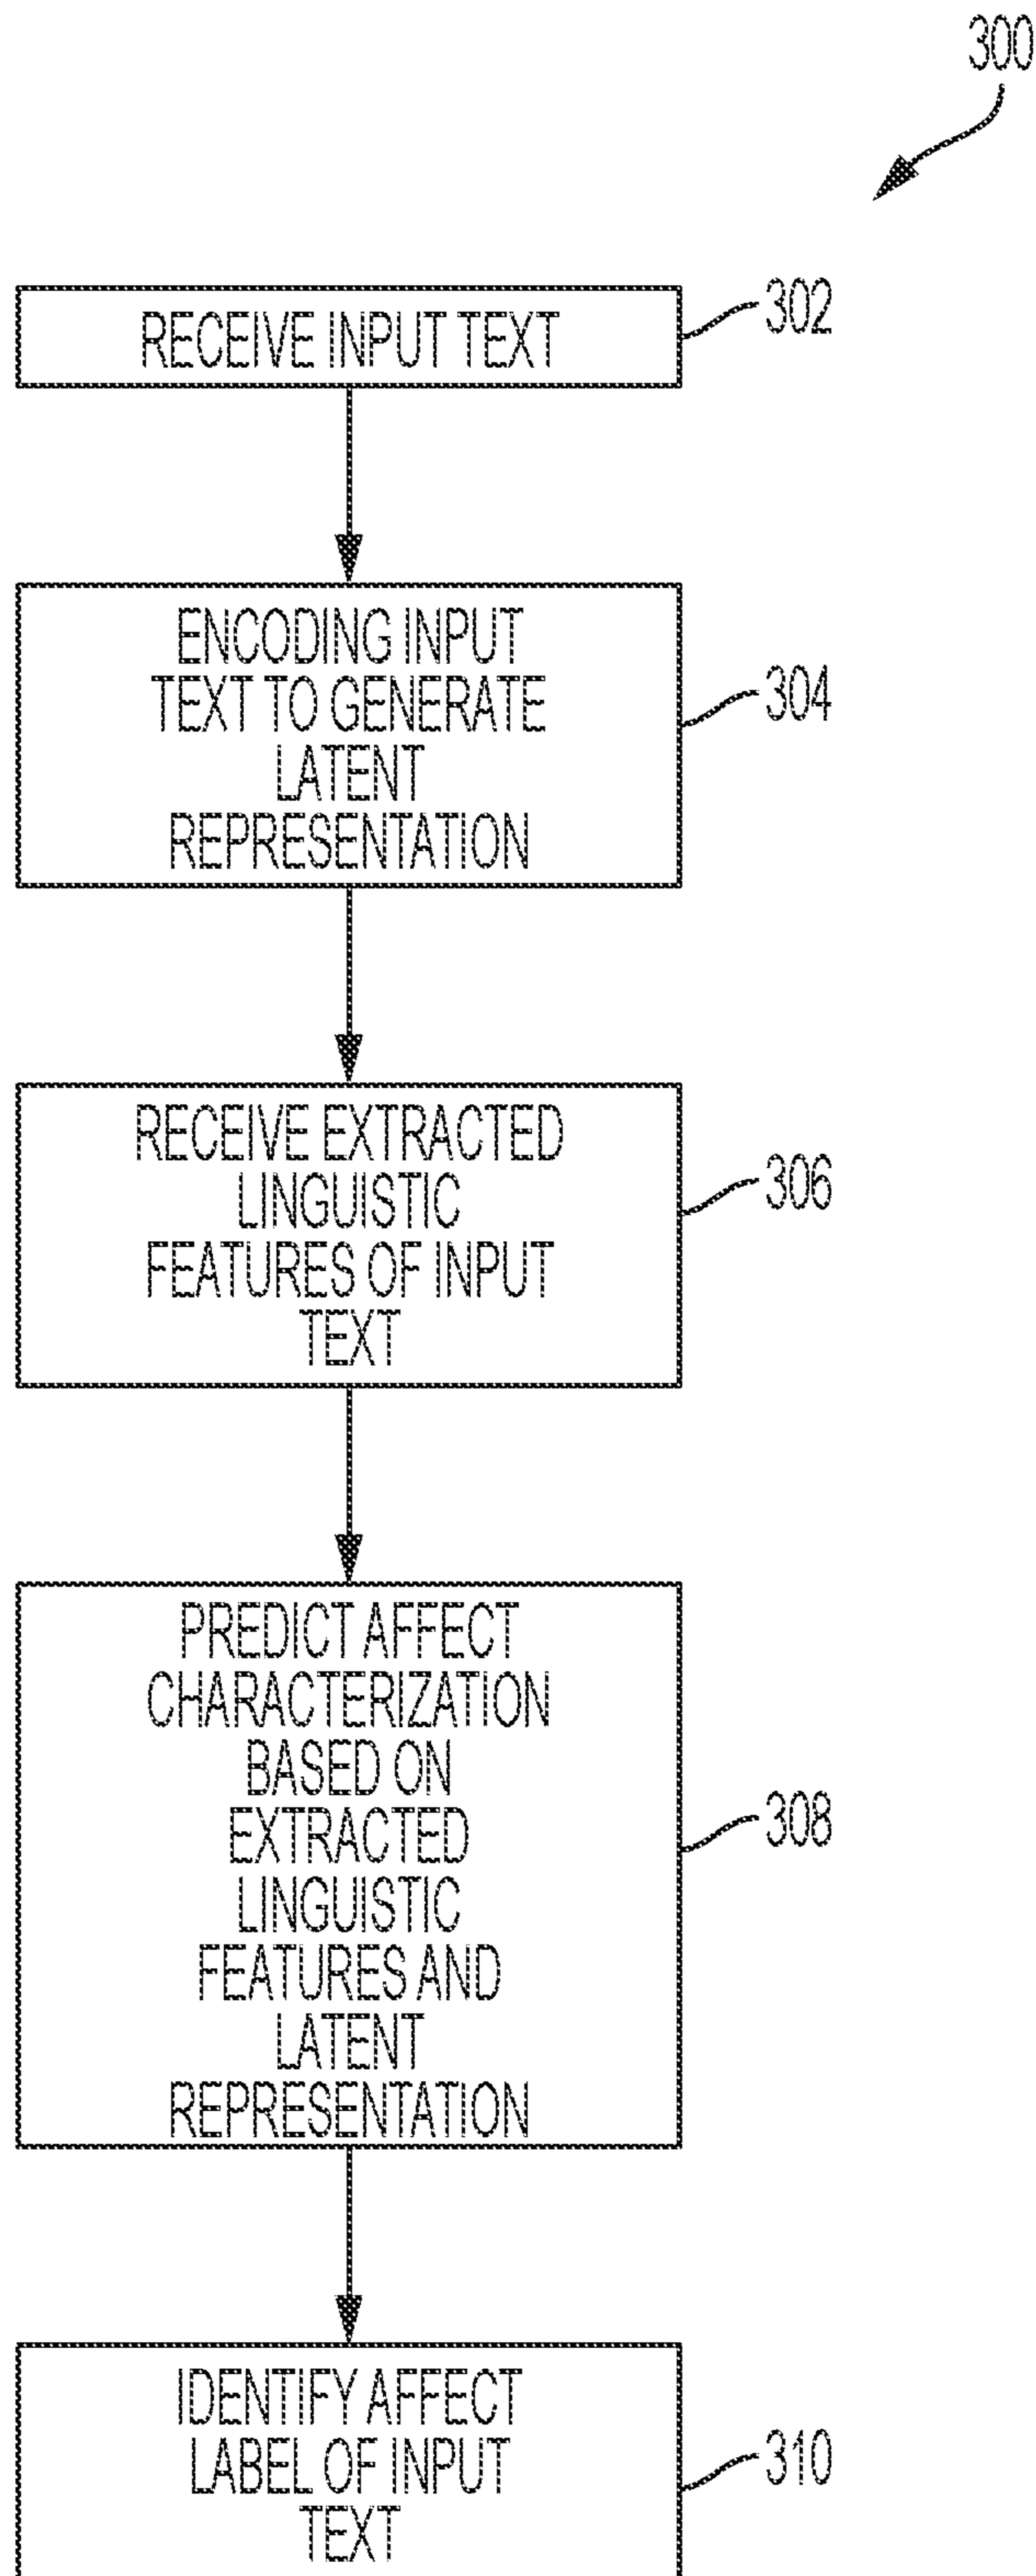 300
RECEIVE INPUT TEXT
302
ENCODING INPUT
TEXT TO GENERATE
LATENT
REPRESENTATION
304
RECEIVE EXTRACTED
LINGUISTIC
FEATURES OF INPUT
TEXT
306
PREDICT AFFECT
CHARACTERIZATION
BASED ON
EXTRACTED
LINGUISTIC
FEATURES AND
LATENT
REPRESENTATION
308
IDENTIFY AFFECT
LABEL OF INPUT
TEXT
310